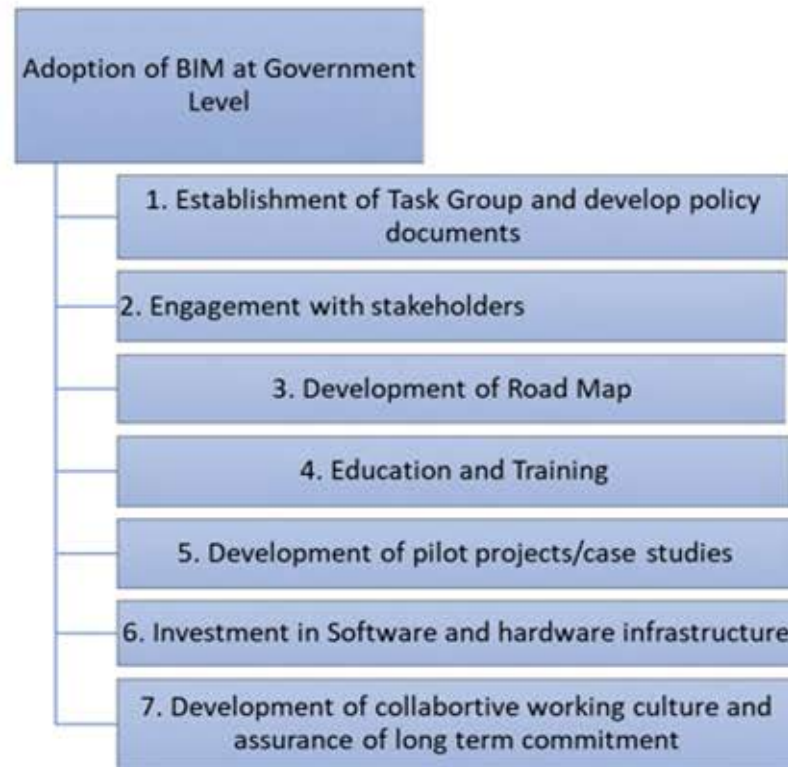 Adoption of BIM at Government
Level
1. Establishment of Task Group and develop policy
documents
2. Engagement with stakeholders
3. Development of Road Map
4. Education and Training
5. Development of pilot projects/case studies
6. Investment in Software and hardware infrastructure
7. Development of collabortive working culture and
assurance of long term commitment